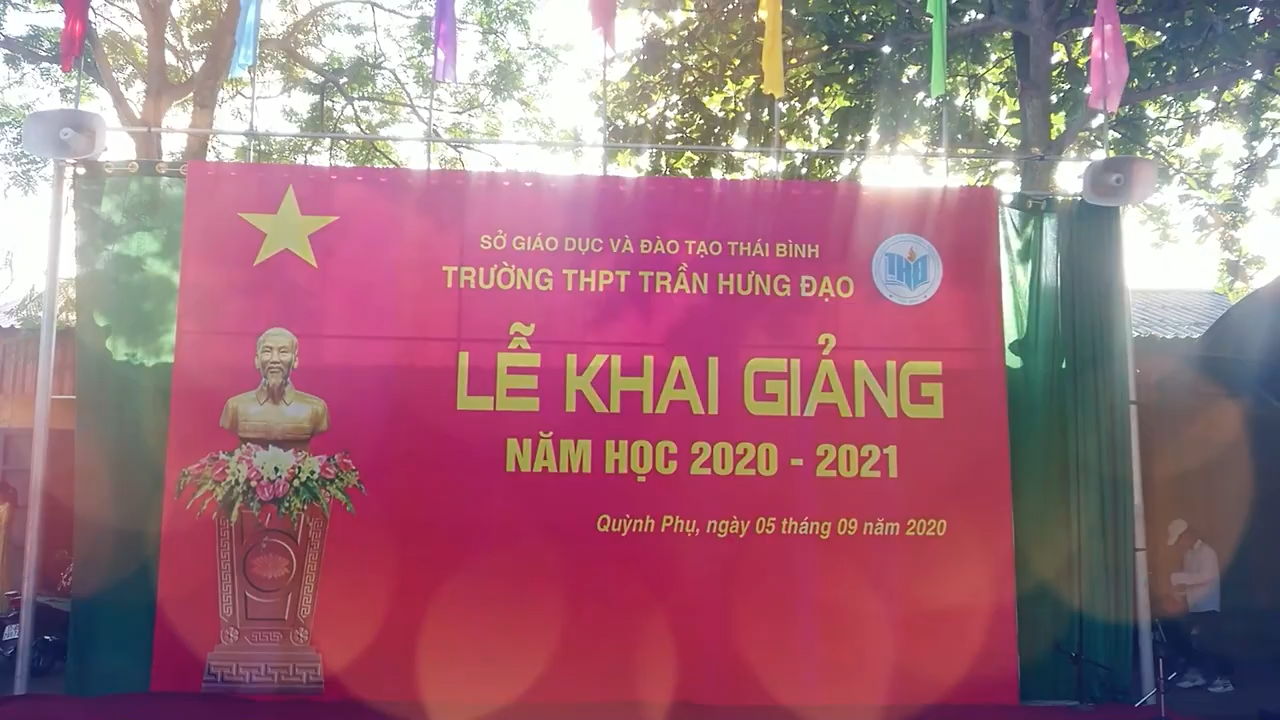 SỞ GIÁO DỤC VÀ ĐÀO TẠO THÁI BÌNH
TRƯỜNG THPT TRẦN HƯNG ĐẠO
THĐ
LỄ KHAI GIẢNG
NĂM HỌC 2020 - 2021
Quỳnh Phụ, ngày 05 tháng 09 năm 2020